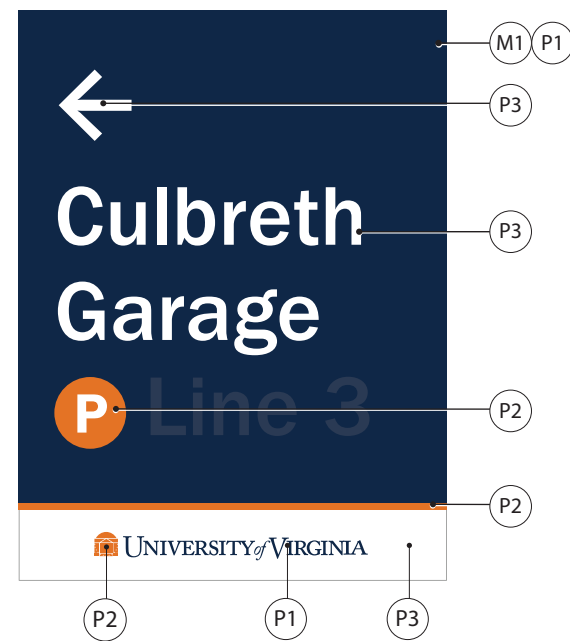 M1 P1
P3
Culbreth P3
Garage
P Line 3 P2
P2
UNIVERSITY of VIRGINIA
P2 P1 P3